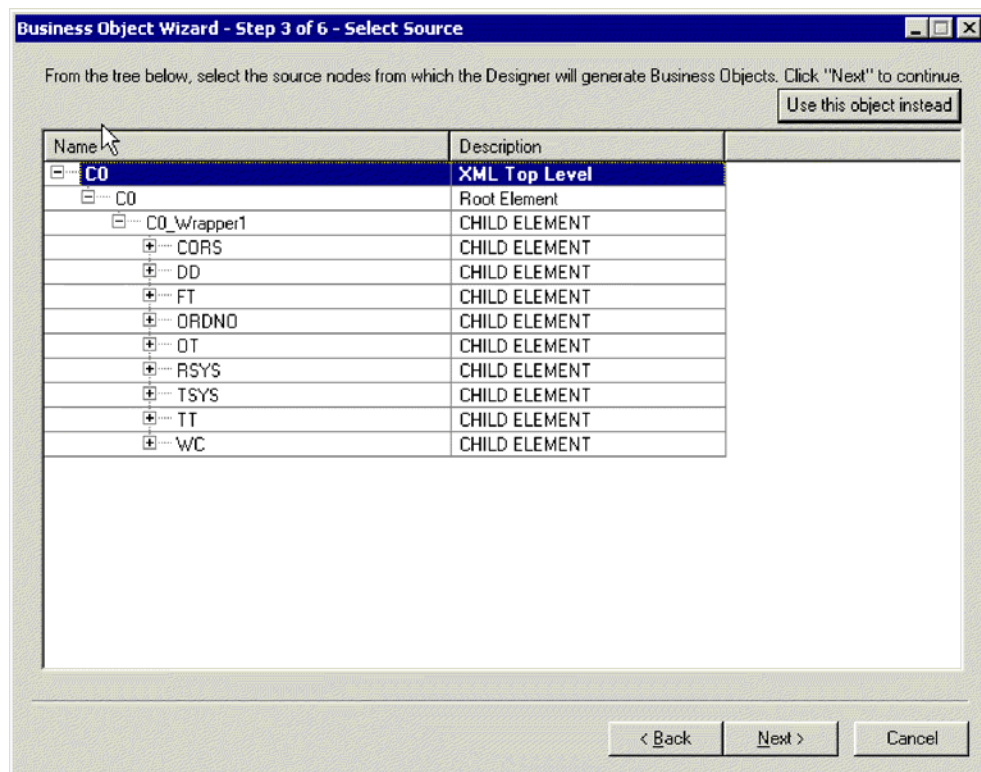 Business Object Wizard - Step 3 of 6 - Select Source
From the tree below, select the source nodes from which the Designer will generate Business Objects. Click "Next" to continue.
Use this object instead
Name Description
C0 XML Top Level
C0 Root Element
C0_Wrapper1 CHILD ELEMENT
CORS CHILD ELEMENT
DD CHILD ELEMENT
FT CHILD ELEMENT
ORDNO CHILD ELEMENT
OT CHILD ELEMENT
RSYS CHILD ELEMENT
TSYS CHILD ELEMENT
TT CHILD ELEMENT
WC CHILD ELEMENT
< Back Next > Cancel